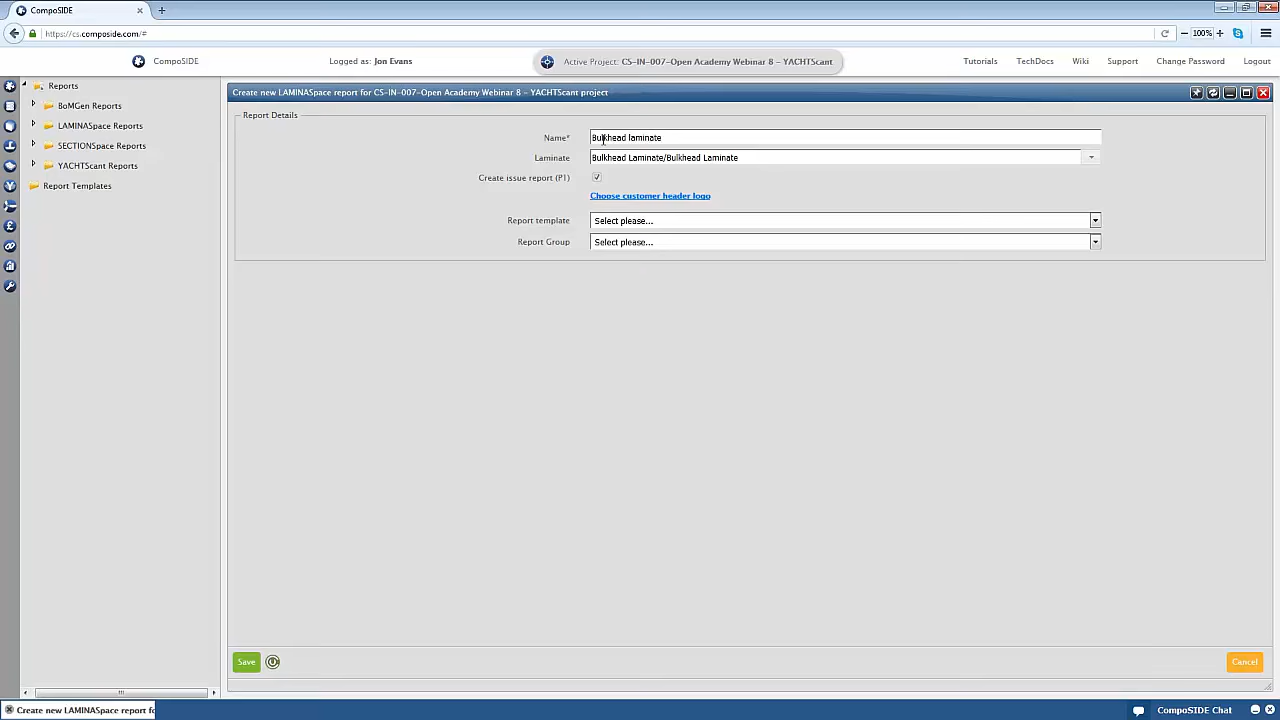 CompoSIDE
https://cs.composide.com/#
100%
CompoSIDE
Logged as: Jon Evans
Active Project: CS-IN-007-Open Academy Webinar 8 - YACHTScant
Tutorials
TechDocs
Wiki
Support
Change Password
Logout
Reports
BoMGen Reports
LAMINASpace Reports
SECTIONSpace Reports
YACHTScant Reports
Report Templates
Create new LAMINASpace report for CS-IN-007-Open Academy Webinar 8 - YACHTScant project
Report Details
Name* Bulkhead laminate
Laminate Bulkhead Laminate/Bulkhead Laminate
Create issue report (P1)
Choose customer header logo
Report template Select please...
Report Group Select please...
Save
Cancel
Create new LAMINASpace report fo
CompoSIDE Chat